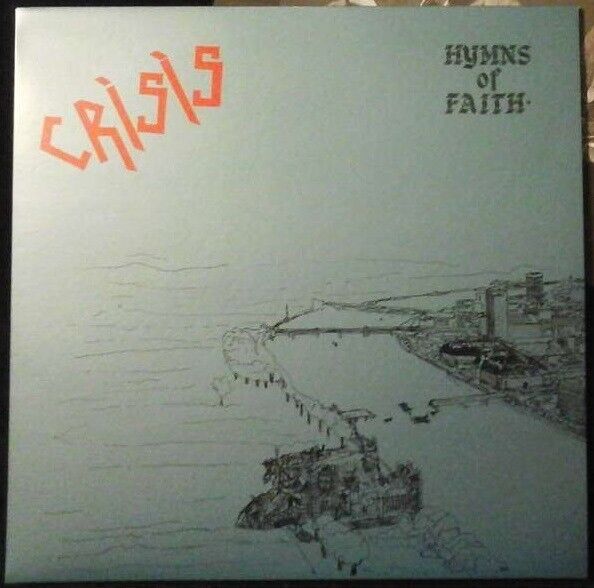 CRiSiS
HYMNS
of
FAITH·